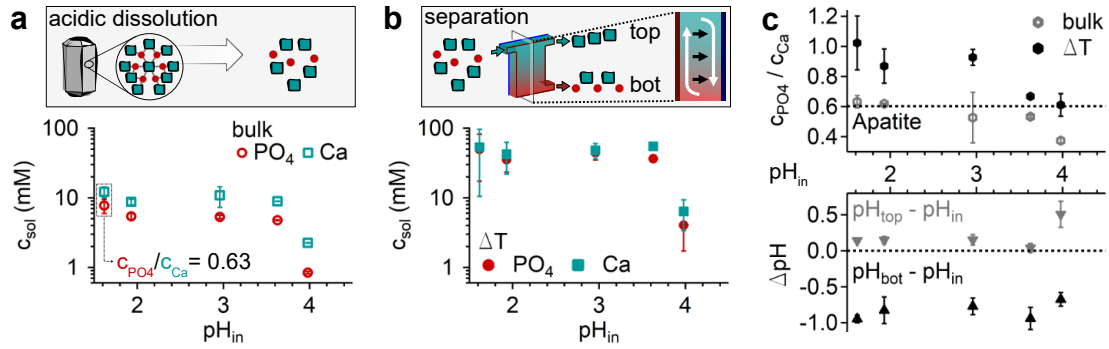 a
acidic dissolution
c_sol (mM)
100
10
1
bulk
PO₄
Ca
c_PO4/c_Ca = 0.63
2
3
4
pH_in
b
separation
top
bot
c_sol (mM)
100
10
1
ΔT
PO₄
Ca
2
3
4
pH_in
c
c_PO4 / c_Ca
1.2
1.0
0.8
0.6
0.4
bulk
ΔT
Apatite
pH_in
2
3
4
ΔpH
0.5
0.0
-0.5
-1.0
pH_top - pH_in
pH_bot - pH_in
2
3
4